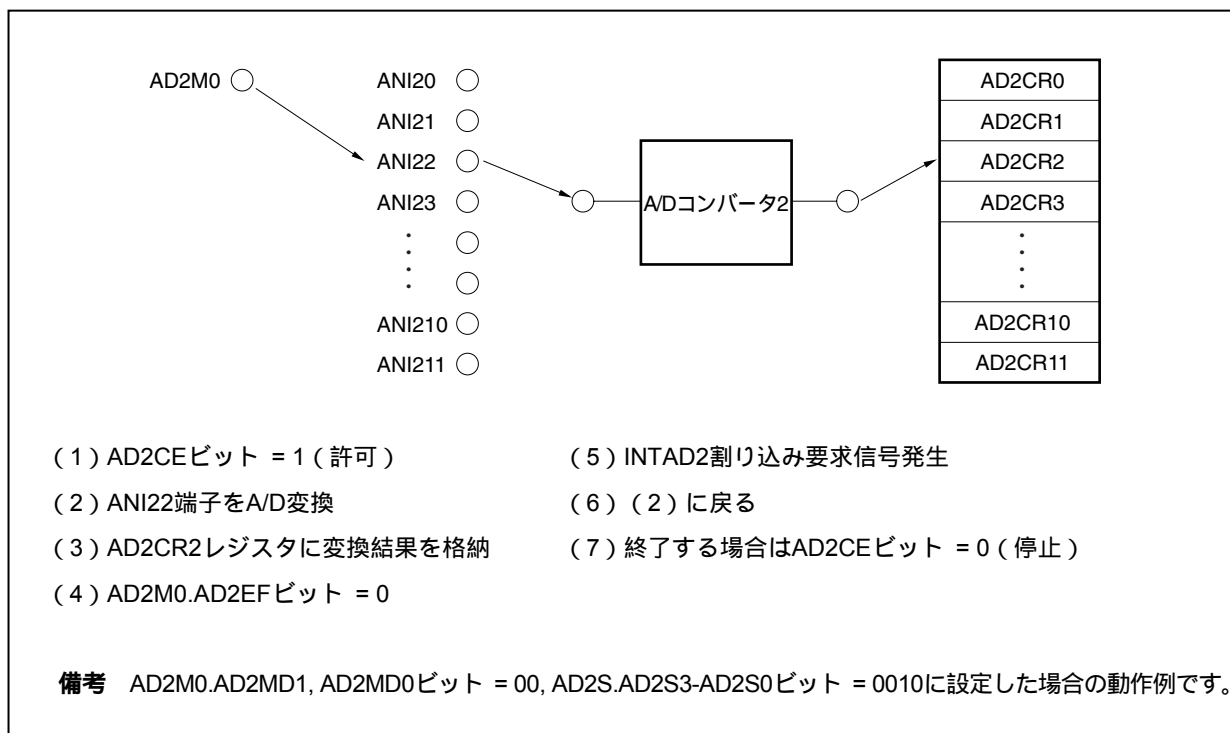 AD2M0
ANI20
ANI21
ANI22
ANI23
ANI210
ANI211
A/Dコンバータ2
AD2CR0
AD2CR1
AD2CR2
AD2CR3
AD2CR10
AD2CR11
（1）AD2CEビット = 1（許可）
（2）ANI22端子をA/D変換
（3）AD2CR2レジスタに変換結果を格納
（4）AD2M0.AD2EFビット = 0
（5）INTAD2割り込み要求信号発生
（6）（2）に戻る
（7）終了する場合はAD2CEビット = 0（停止）
備考　AD2M0.AD2MD1, AD2MD0ビット = 00, AD2S.AD2S3-AD2S0ビット = 0010に設定した場合の動作例です。